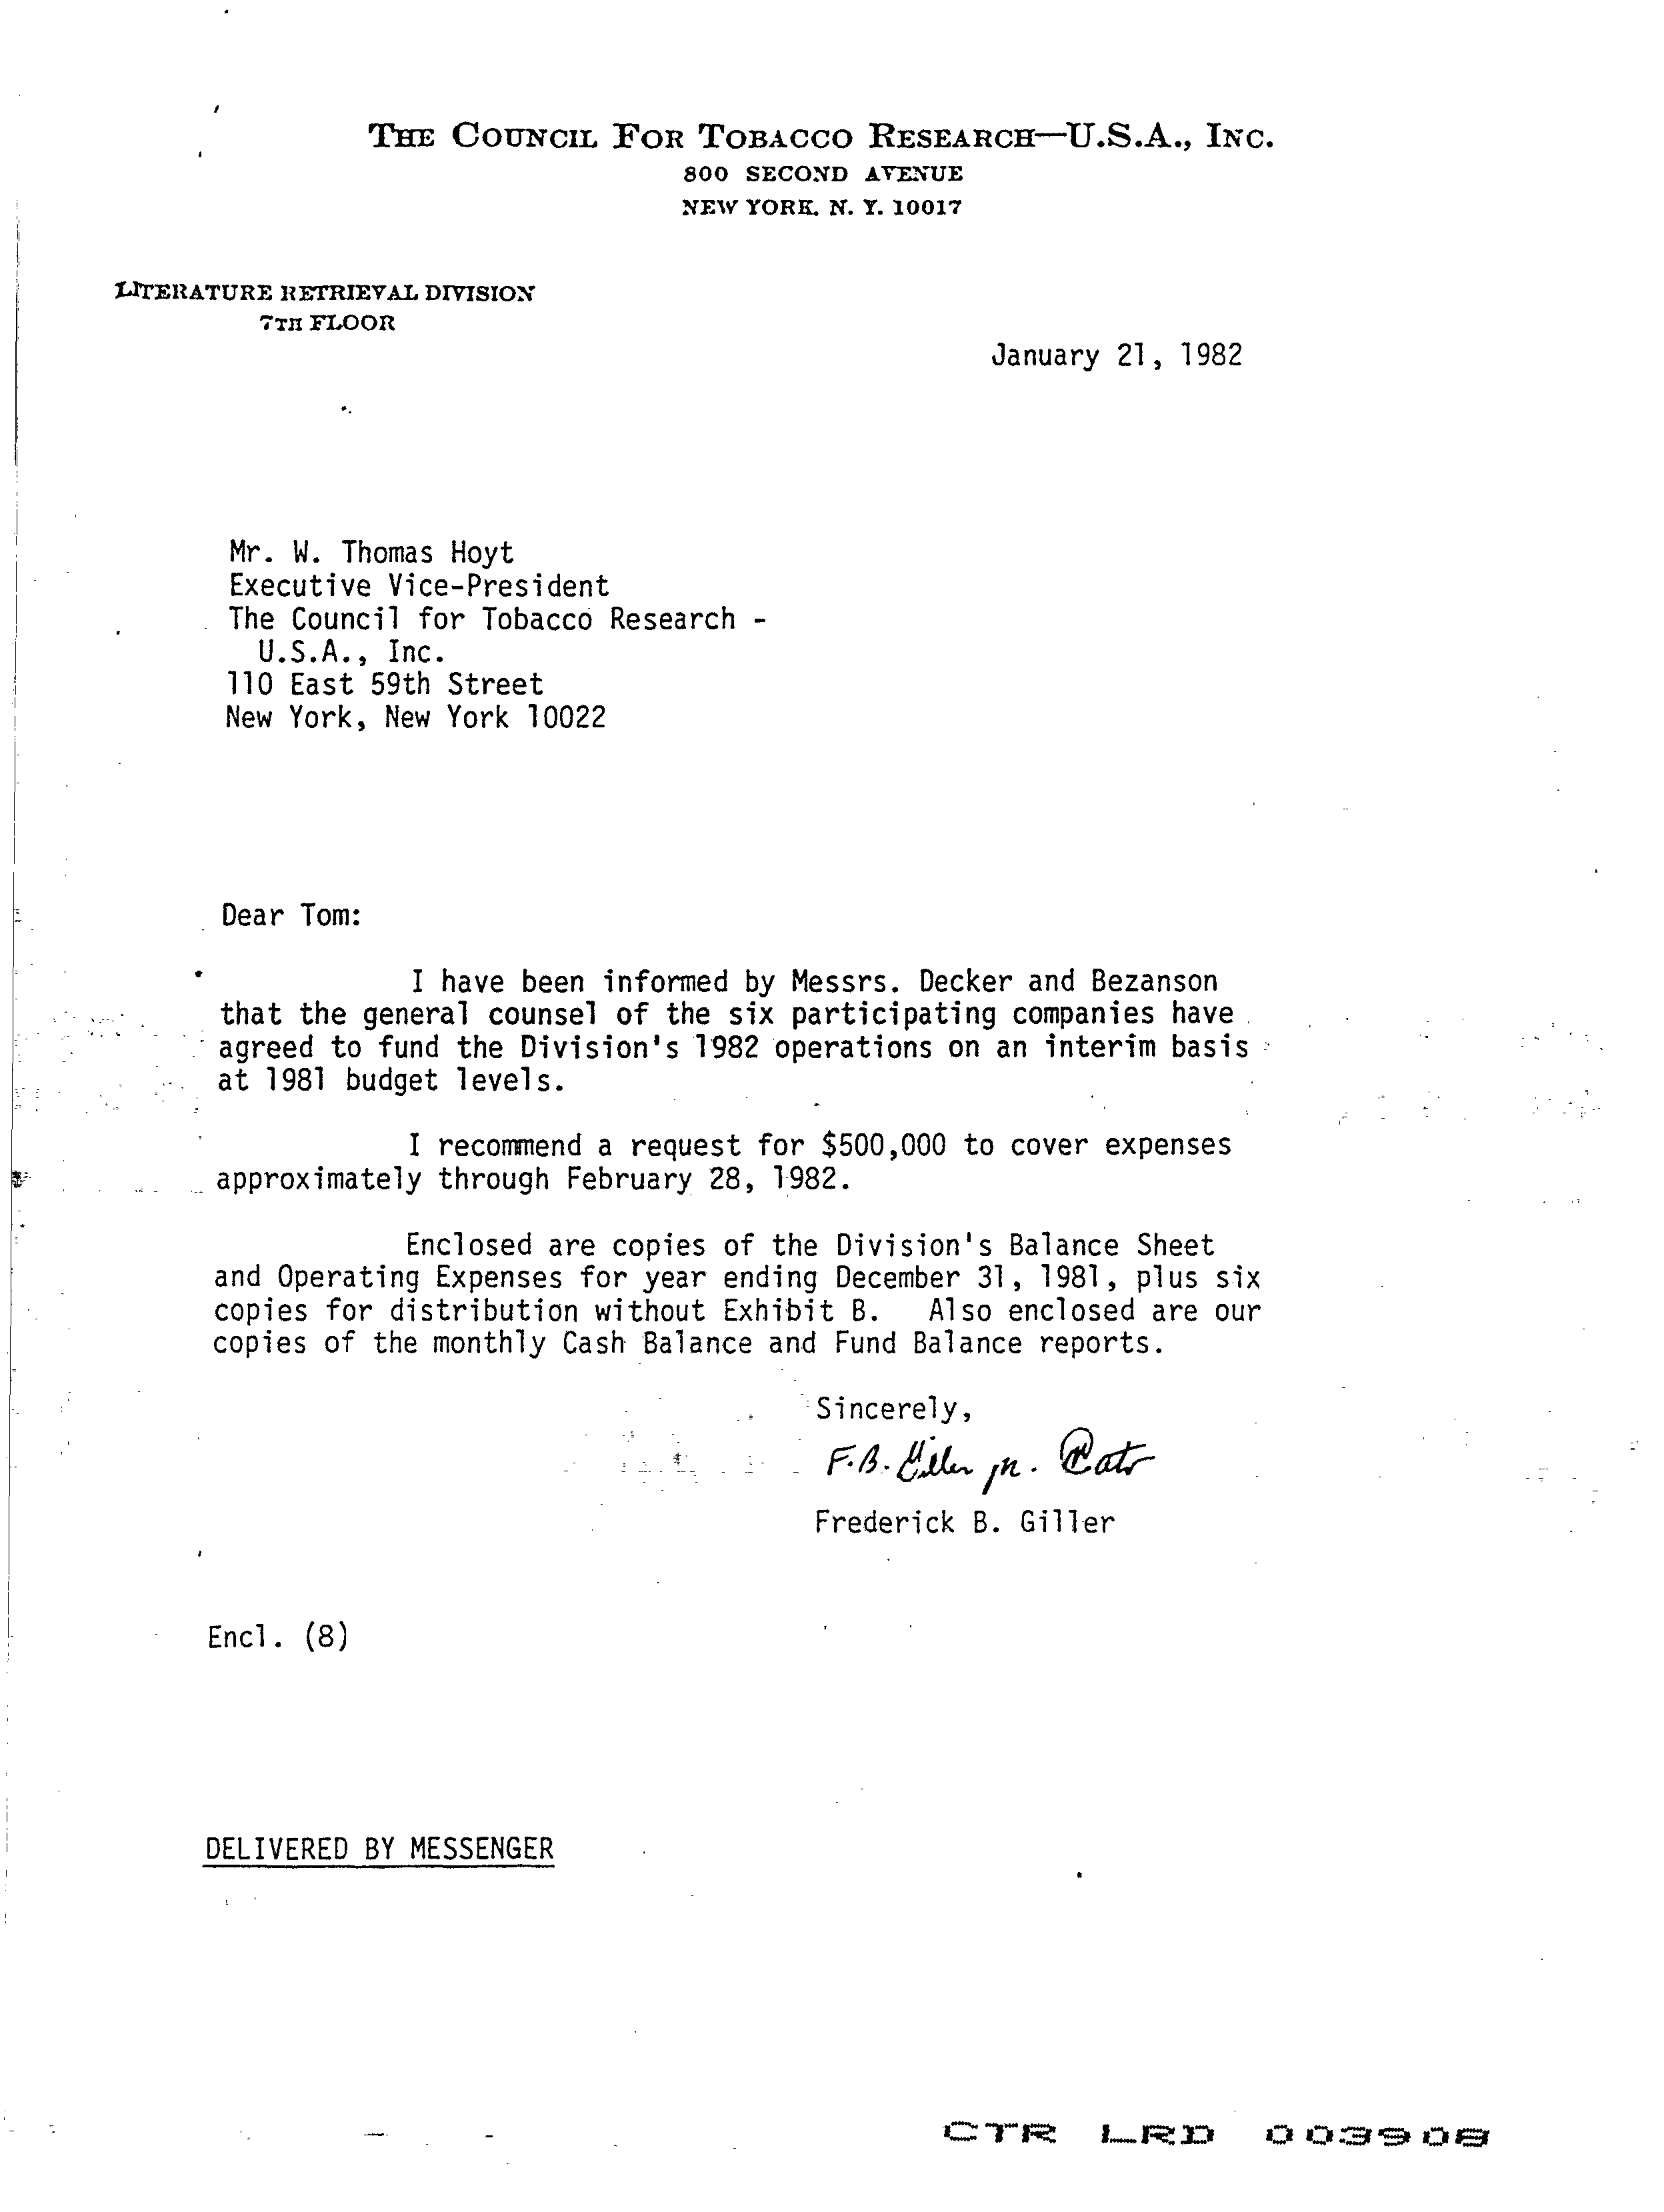 THE COUNCIL FOR TOBACCO RESEARCH—U.S.A., INC.
800 SECOND AVENUE
NEW YORK, N. Y. 10017
LITERATURE RETRIEVAL DIVISION
7TH FLOOR
January 21, 1982
Mr. W. Thomas Hoyt
Executive Vice-President
The Council for Tobacco Research -
U.S.A., Inc.
110 East 59th Street
New York, New York 10022
Dear Tom:
I have been informed by Messrs. Decker and Bezanson
that the general counsel of the six participating companies have
agreed to fund the Division's 1982 operations on an interim basis
at 1981 budget levels.
I recommend a request for $500,000 to cover expenses
approximately through February 28, 1982.
Enclosed are copies of the Division's Balance Sheet
and Operating Expenses for year ending December 31, 1981, plus six
copies for distribution without Exhibit B. Also enclosed are our
copies of the monthly Cash Balance and Fund Balance reports.
Sincerely,
F.B. Giller
Frederick B. Giller
Encl. (8)
DELIVERED BY MESSENGER
CTR LRD 003908